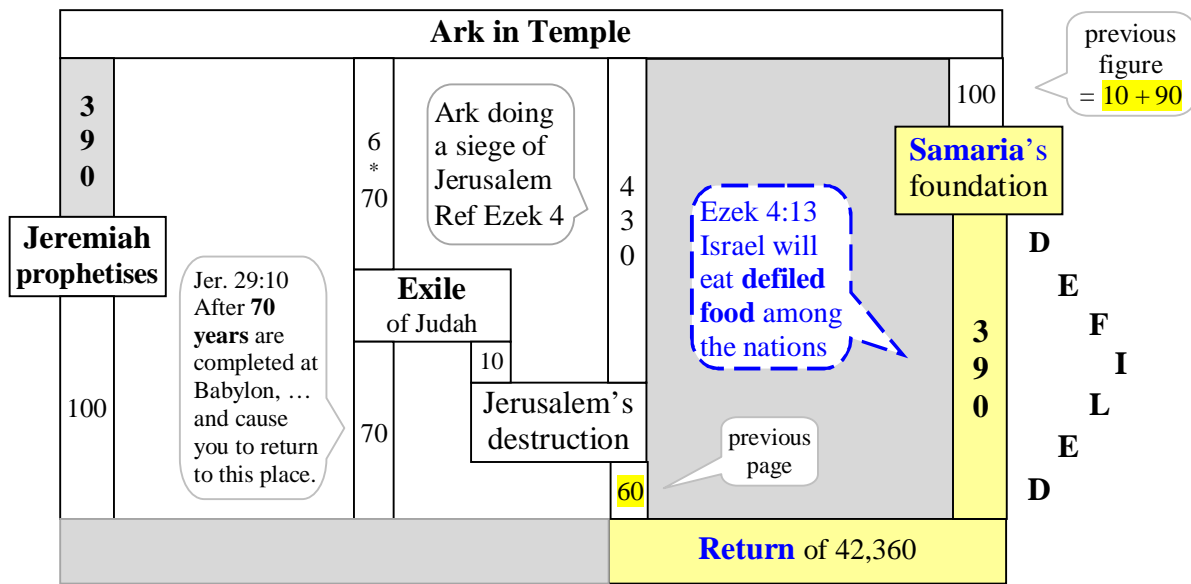 Ark in Temple
previous
figure
= 10 + 90
3
9
0
6
*
70
Ark doing
a siege of
Jerusalem
Ref Ezek 4
4
3
0
100
Samaria's
foundation
Ezek 4:13
Israel will
eat defiled
food among
the nations
Jeremiah
prophetises
Jer. 29:10
After 70
years are
completed at
Babylon, …
and cause
you to return
to this place.
Exile
of Judah
10
Jerusalem's
destruction
100
70
60
previous
page
3
9
0
D
E
F
I
L
E
D
Return of 42,360